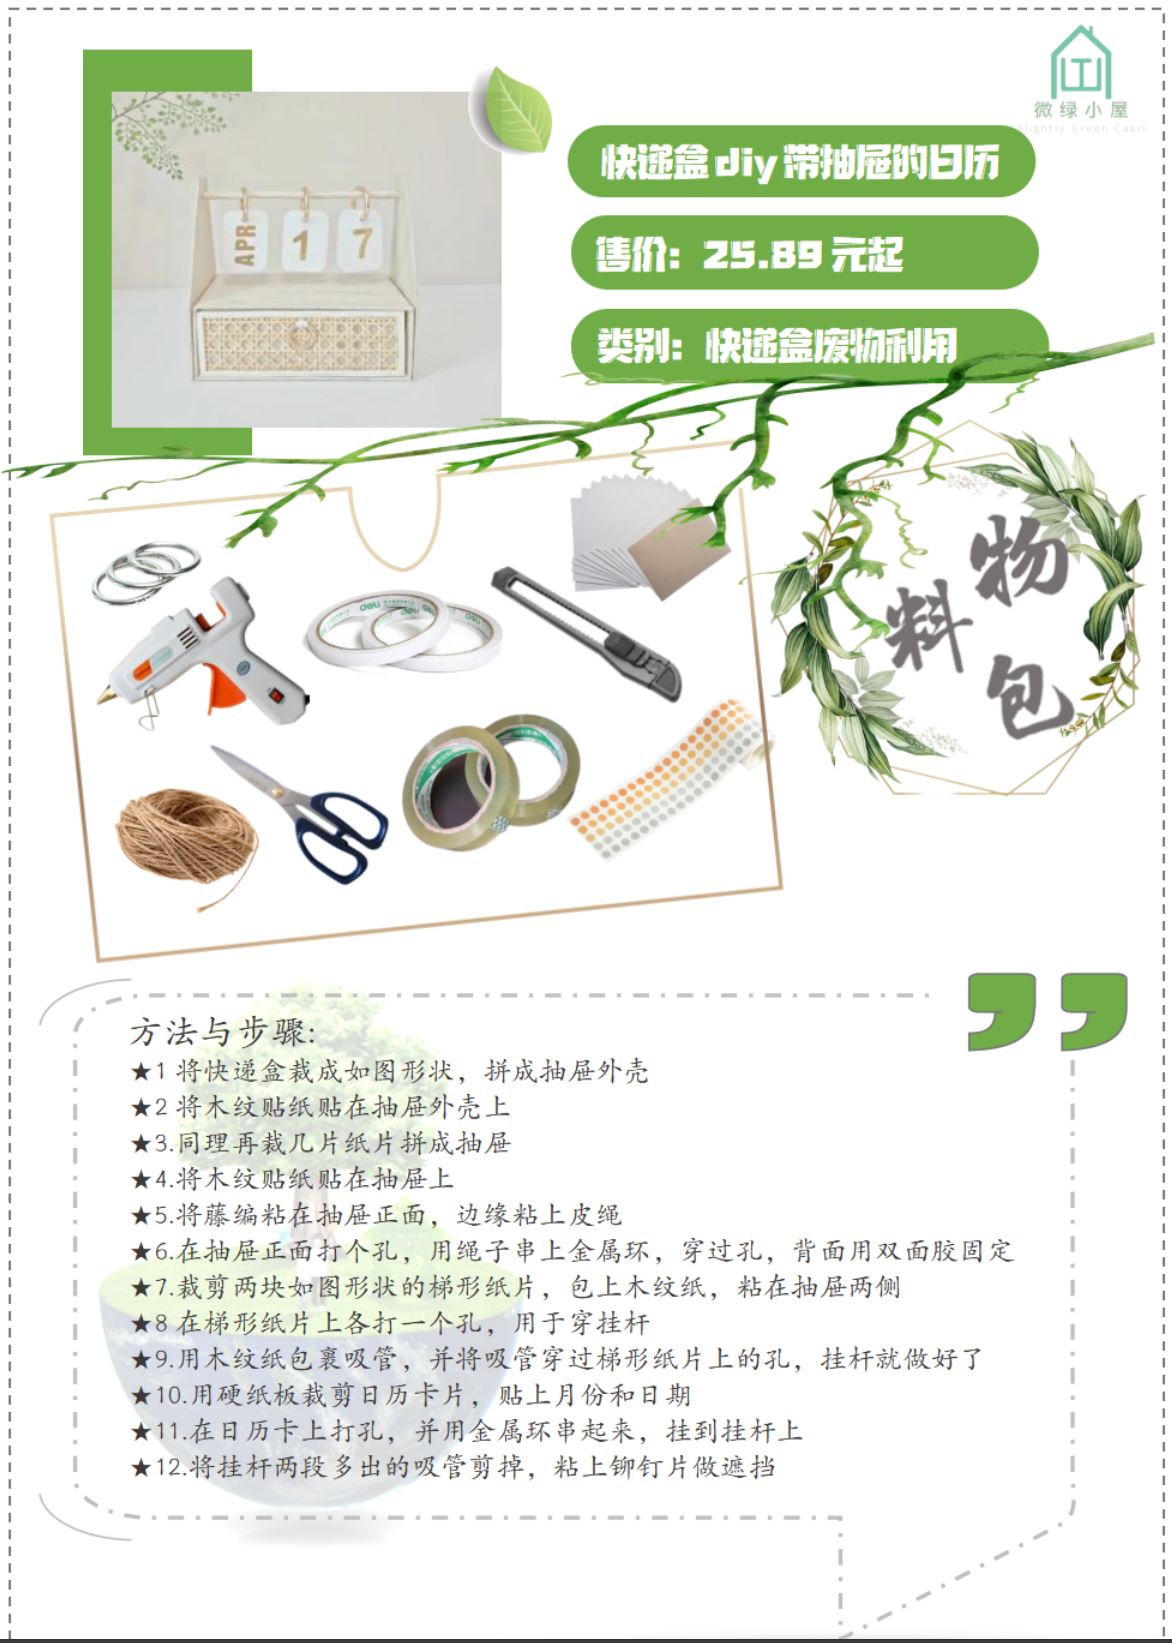 微绿小屋
Slightly Green Cabin
快递盒diy带抽屉的日历
售价：25.89元起
类别：快递盒废物利用
APR 1 7
deli
deli
deli
物
料
包
方法与步骤:
★1 将快递盒裁成如图形状，拼成抽屉外壳
★2 将木纹贴纸贴在抽屉外壳上
★3.同理再裁几片纸片拼成抽屉
★4.将木纹贴纸贴在抽屉上
★5.将藤编粘在抽屉正面，边缘粘上皮绳
★6.在抽屉正面打个孔，用绳子串上金属环，穿过孔，背面用双面胶固定
★7.裁剪两块如图形状的梯形纸片，包上木纹纸，粘在抽屉两侧
★8 在梯形纸片上各打一个孔，用于穿挂杆
★9.用木纹纸包裹吸管，并将吸管穿过梯形纸片上的孔，挂杆就做好了
★10.用硬纸板裁剪日历卡片，贴上月份和日期
★11.在日历卡上打孔，并用金属环串起来，挂到挂杆上
★12.将挂杆两段多出的吸管剪掉，粘上铆钉片做遮挡